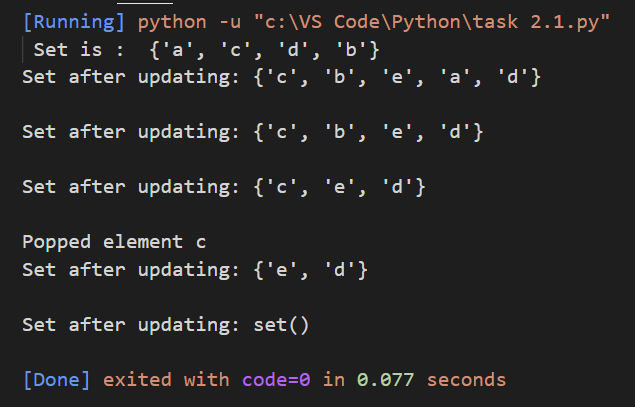 [Running] python -u "c:\VS Code\Python\task 2.1.py"
Set is :  {'a', 'c', 'd', 'b'}
Set after updating: {'c', 'b', 'e', 'a', 'd'}
Set after updating: {'c', 'b', 'e', 'd'}
Set after updating: {'c', 'e', 'd'}
Popped element c
Set after updating: {'e', 'd'}
Set after updating: set()
[Done] exited with code=0 in 0.077 seconds